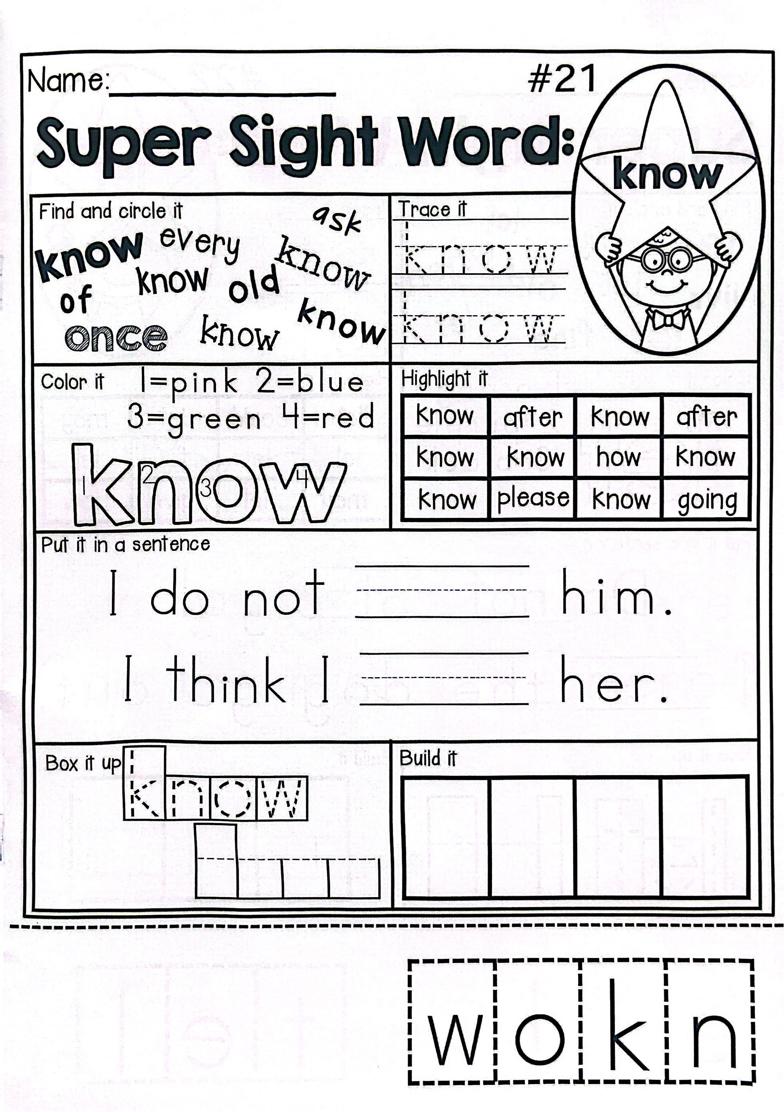 Name:
#21
Super Sight Word:
know
Find and circle it
ask
know every know
know old
of
once know know
Trace it
know
know
Color it 1=pink 2=blue
3=green 4=red
know
1 2 3 4
Highlight it
know after know after
know know how know
know please know going
Put it in a sentence
I do not him.
I think I her.
Box it up
know
Build it
w o k n